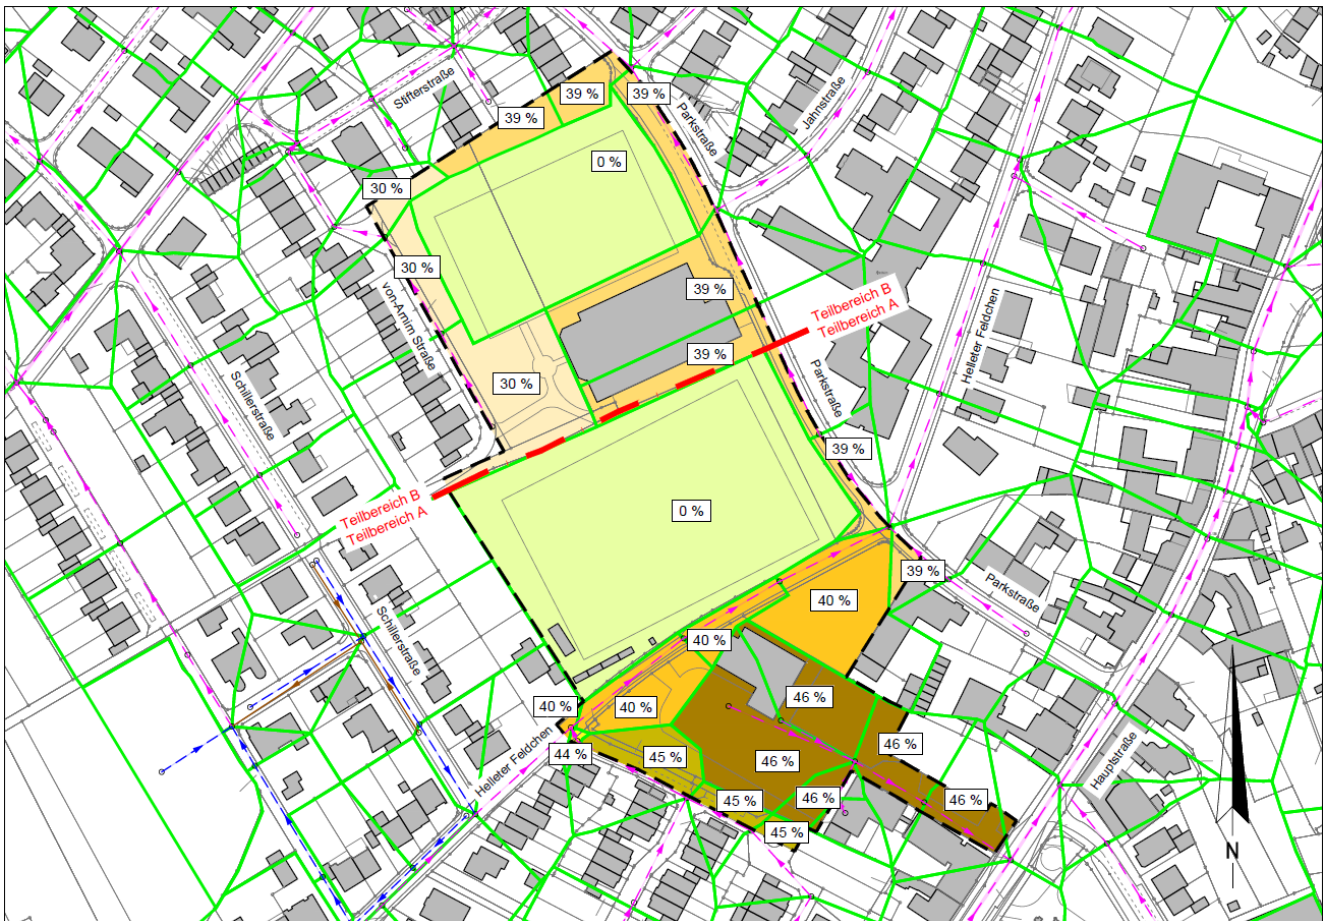 39 %
39 %
39 %
Stifterstraße
Parkstraße
Jahnstraße
0 %
30 %
30 %
39 %
von-Arnim Straße
Teilbereich B
Teilbereich A
Helleter Feldchen
39 %
30 %
Parkstraße
Schillerstraße
39 %
Teilbereich B
Teilbereich A
0 %
39 %
Parkstraße
40 %
Schillerstraße
40 %
46 %
40 %
40 %
Helleter Feldchen
44 %
45 %
46 %
46 %
Hauptstraße
45 %
46 %
46 %
45 %
N